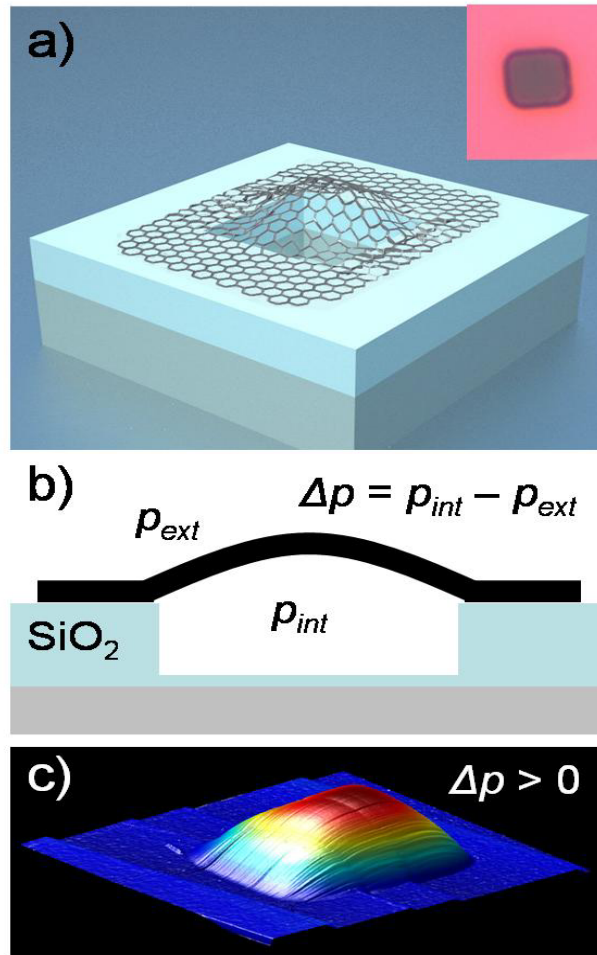 a)
b)
Δp = p_int – p_ext
p_ext
p_int
SiO₂
c)
Δp > 0